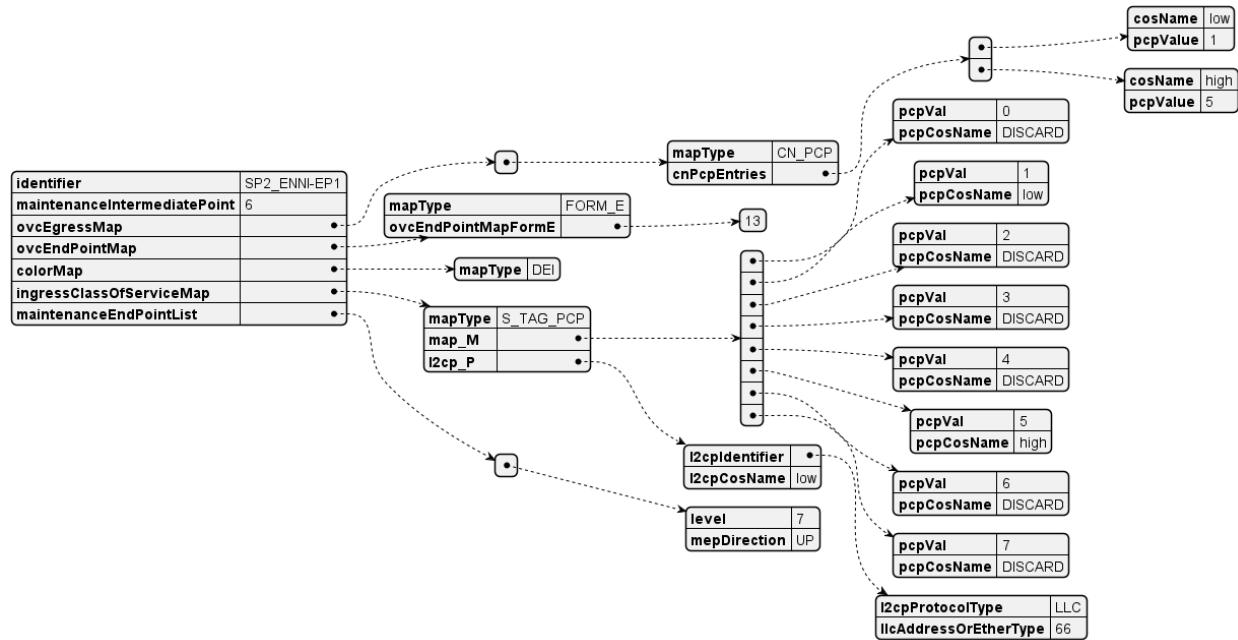 identifier SP2_ENNI-EP1
maintenanceIntermediatePoint 6
ovcEgressMap
ovcEndPointMap
colorMap
ingressClassOfServiceMap
maintenanceEndPointList
mapType FORM_E
ovcEndPointMapFormE
mapType DEI
mapType S_TAG_PCP
map_M
l2cp_P
mapType CN_PCP
cnPcpEntries
13
l2cpIdentifier
l2cpCosName low
level 7
mepDirection UP
pcpVal 0
pcpCosName DISCARD
pcpVal 1
pcpCosName low
pcpVal 2
pcpCosName DISCARD
pcpVal 3
pcpCosName DISCARD
pcpVal 4
pcpCosName DISCARD
pcpVal 5
pcpCosName high
pcpVal 6
pcpCosName DISCARD
pcpVal 7
pcpCosName DISCARD
l2cpProtocolType LLC
llcAddressOrEtherType 66
cosName low
pcpValue 1
cosName high
pcpValue 5